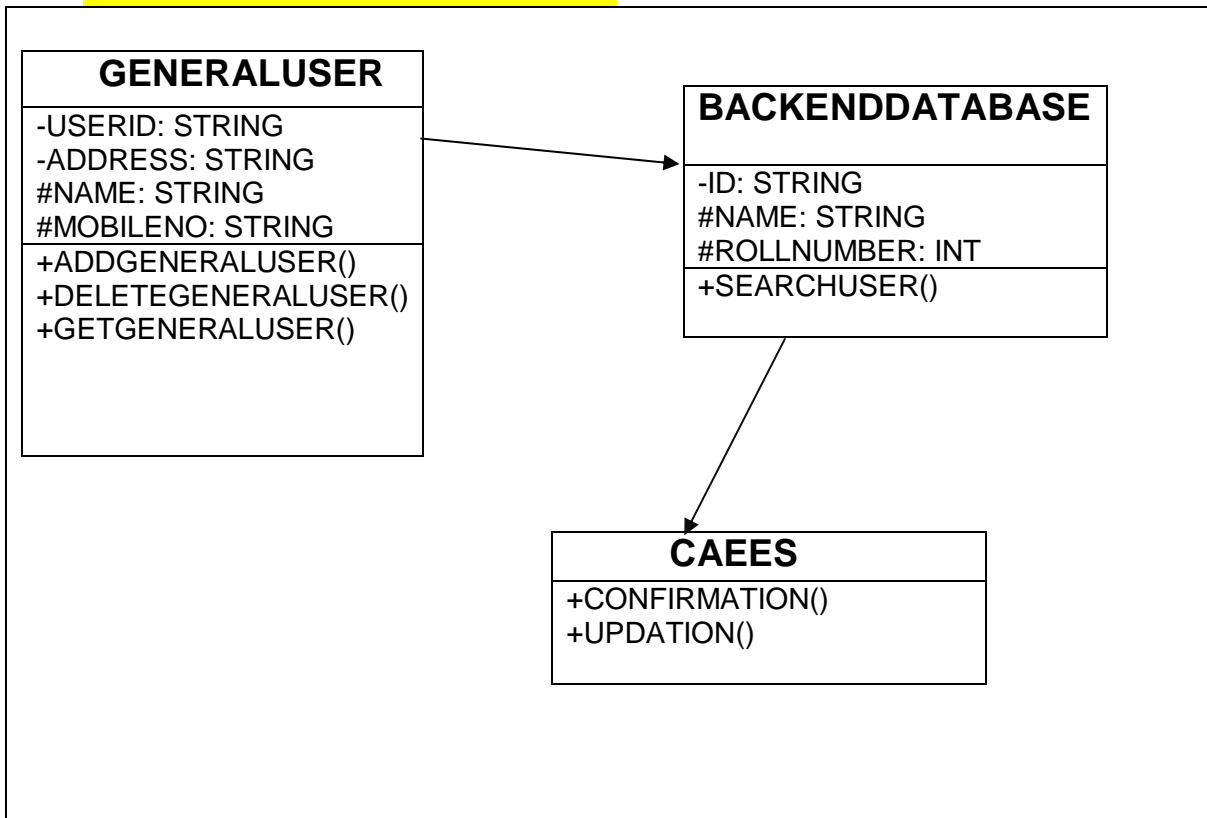 GENERALUSER
-USERID: STRING
-ADDRESS: STRING
#NAME: STRING
#MOBILENO: STRING
+ADDGENERALUSER()
+DELETEGENERALUSER()
+GETGENERALUSER()
BACKENDDATABASE
-ID: STRING
#NAME: STRING
#ROLLNUMBER: INT
+SEARCHUSER()
CAEES
+CONFIRMATION()
+UPDATION()